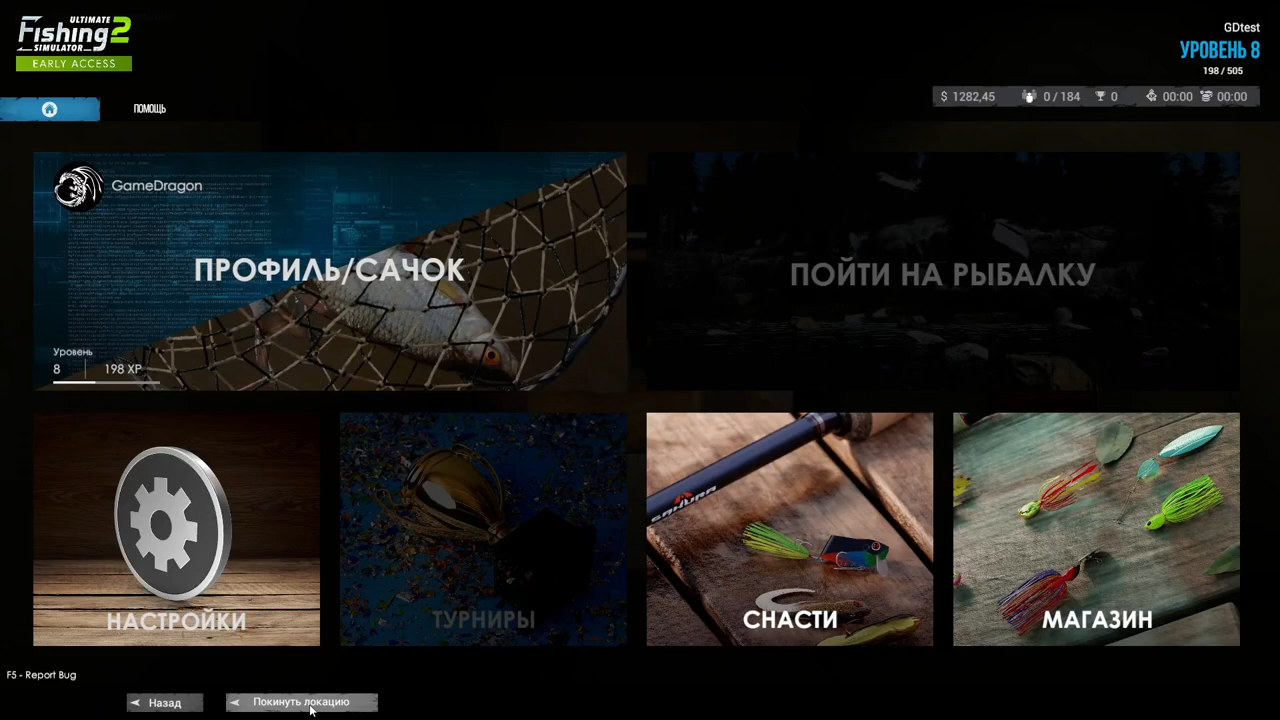 ULTIMATE
Fishing 2
SIMULATOR
EARLY ACCESS
GDtest
УРОВЕНЬ 8
198 / 505
ПОМОЩЬ
$ 1282,45 0 / 184 0 00:00 00:00
GameDragon
ПРОФИЛЬ/САЧОК
Уровень
8 198 XP
ПОЙТИ НА РЫБАЛКУ
НАСТРОЙКИ
ТУРНИРЫ
SAKURA
СНАСТИ
МАГАЗИН
F5 - Report Bug
Назад
Покинуть локацию